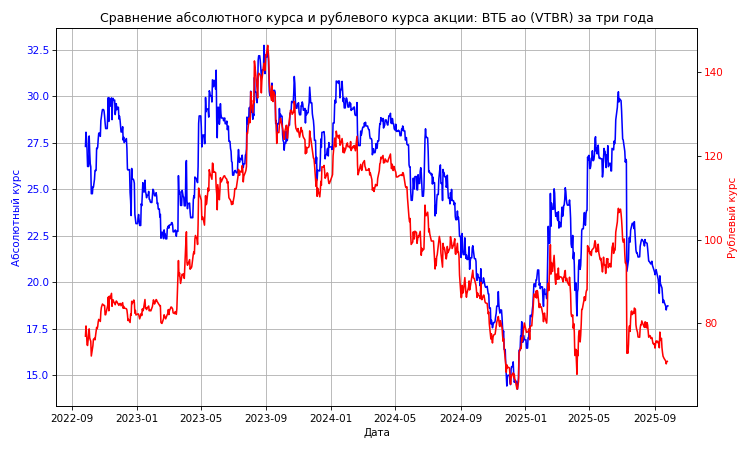 Сравнение абсолютного курса и рублевого курса акции: ВТБ ао (VTBR) за три года
Абсолютный курс
32.5
30.0
27.5
25.0
22.5
20.0
17.5
15.0
140
120
100
80
Рублевый курс
2022-09 2023-01 2023-05 2023-09 2024-01 2024-05 2024-09 2025-01 2025-05 2025-09
Дата